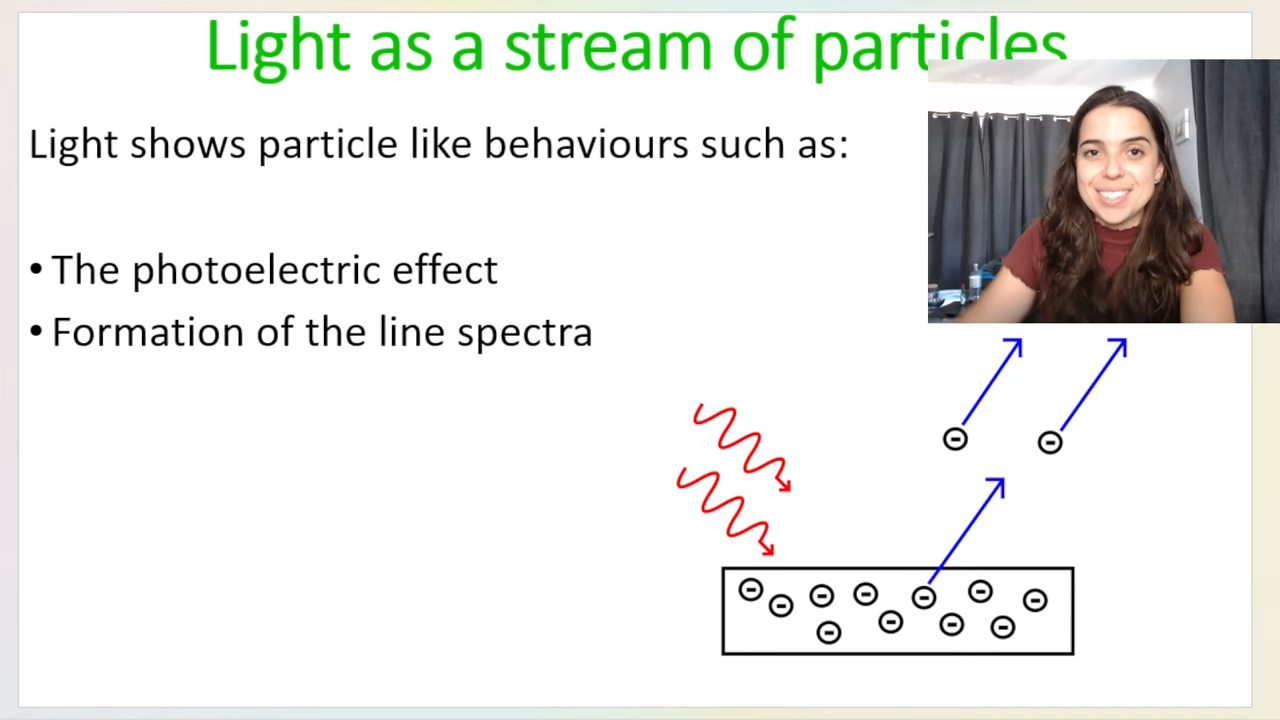 Light as a stream of particles
Light shows particle like behaviours such as:
• The photoelectric effect
• Formation of the line spectra